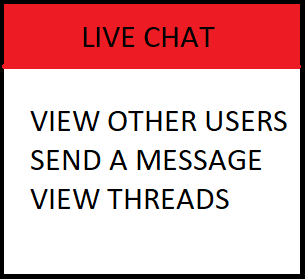 LIVE CHAT
VIEW OTHER USERS
SEND A MESSAGE
VIEW THREADS